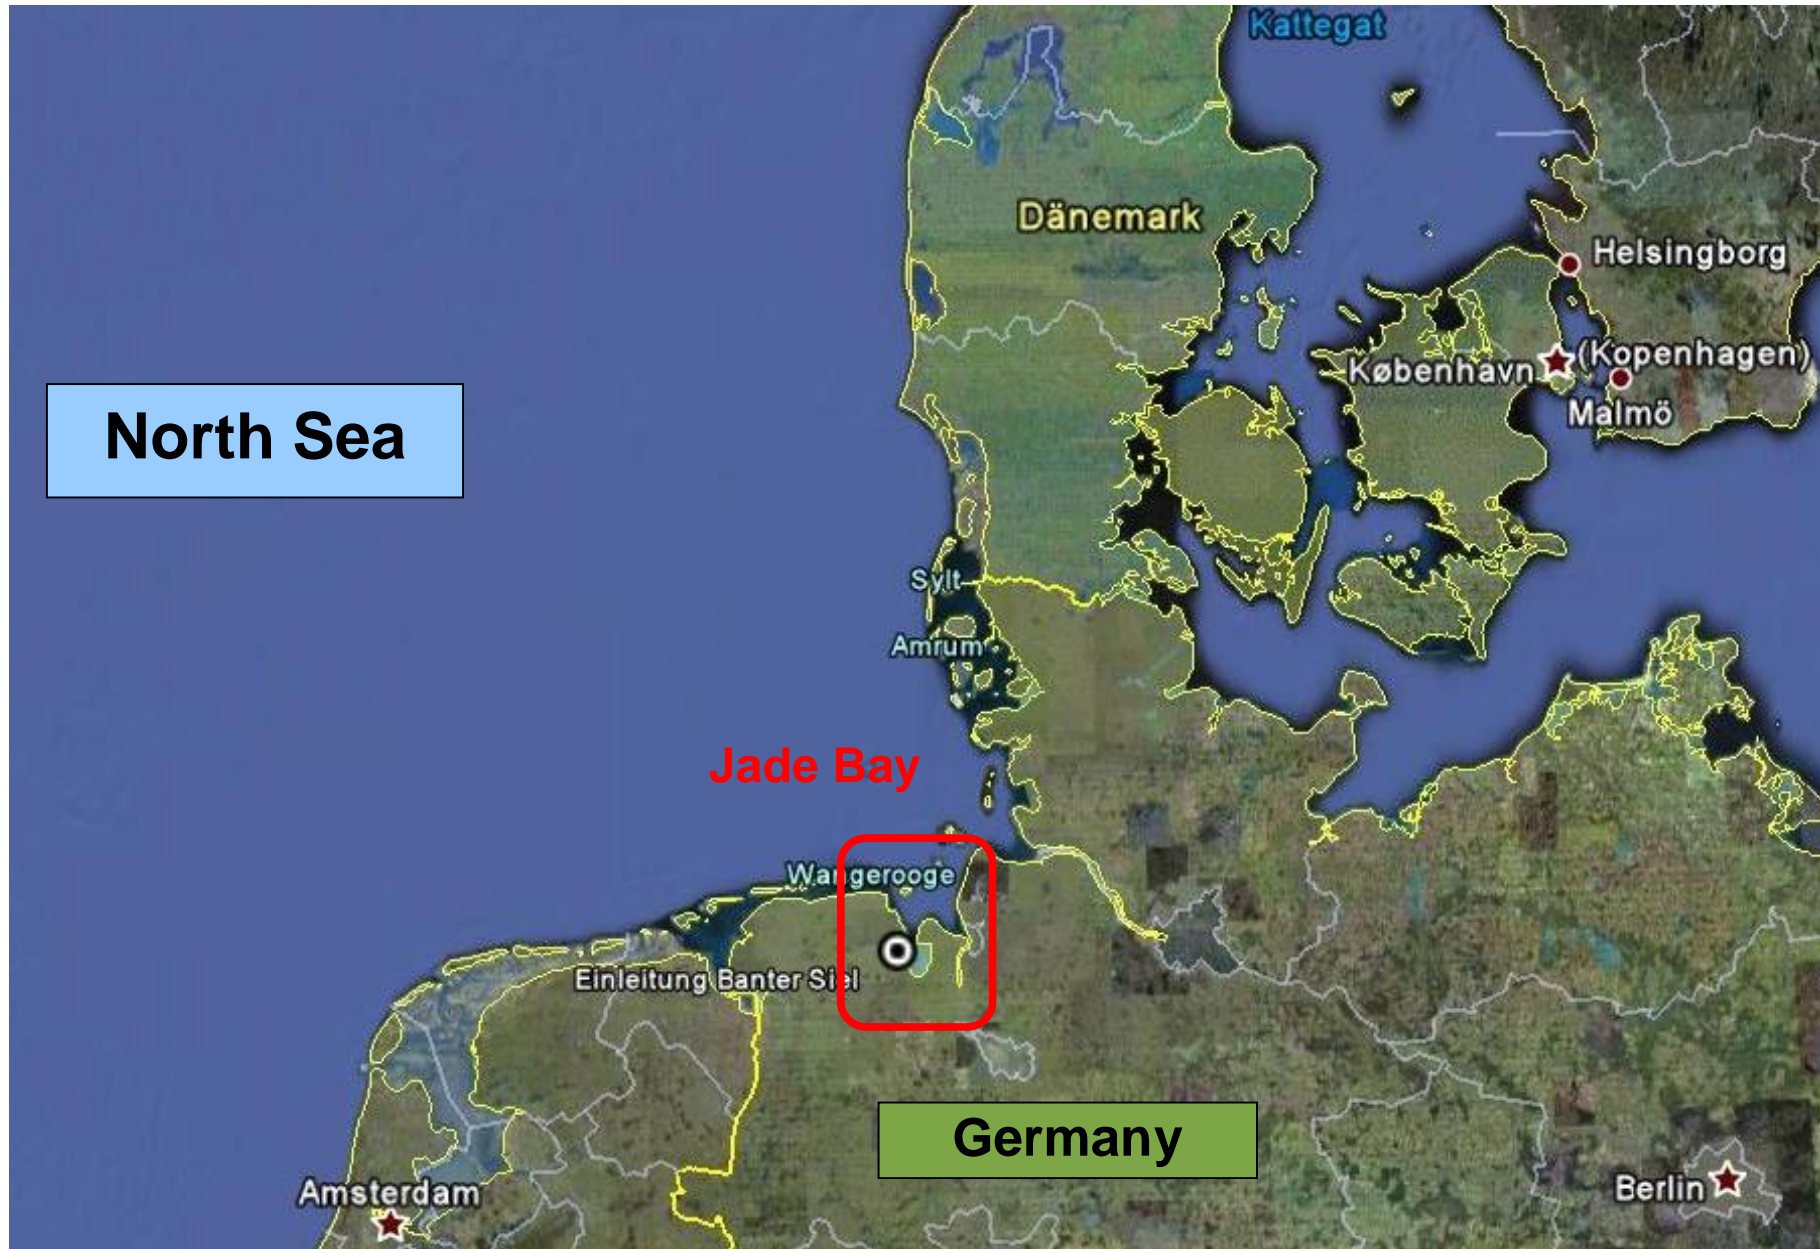 Kattegat
Dänemark
Helsingborg
København
(Kopenhagen)
Malmö
North Sea
Sylt
Amrum
Jade Bay
Wangerooge
Einleitung Banter Siel
Germany
Amsterdam
Berlin